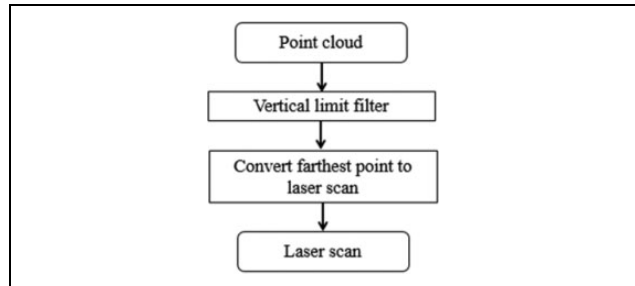 Point cloud
Vertical limit filter
Convert farthest point to
laser scan
Laser scan